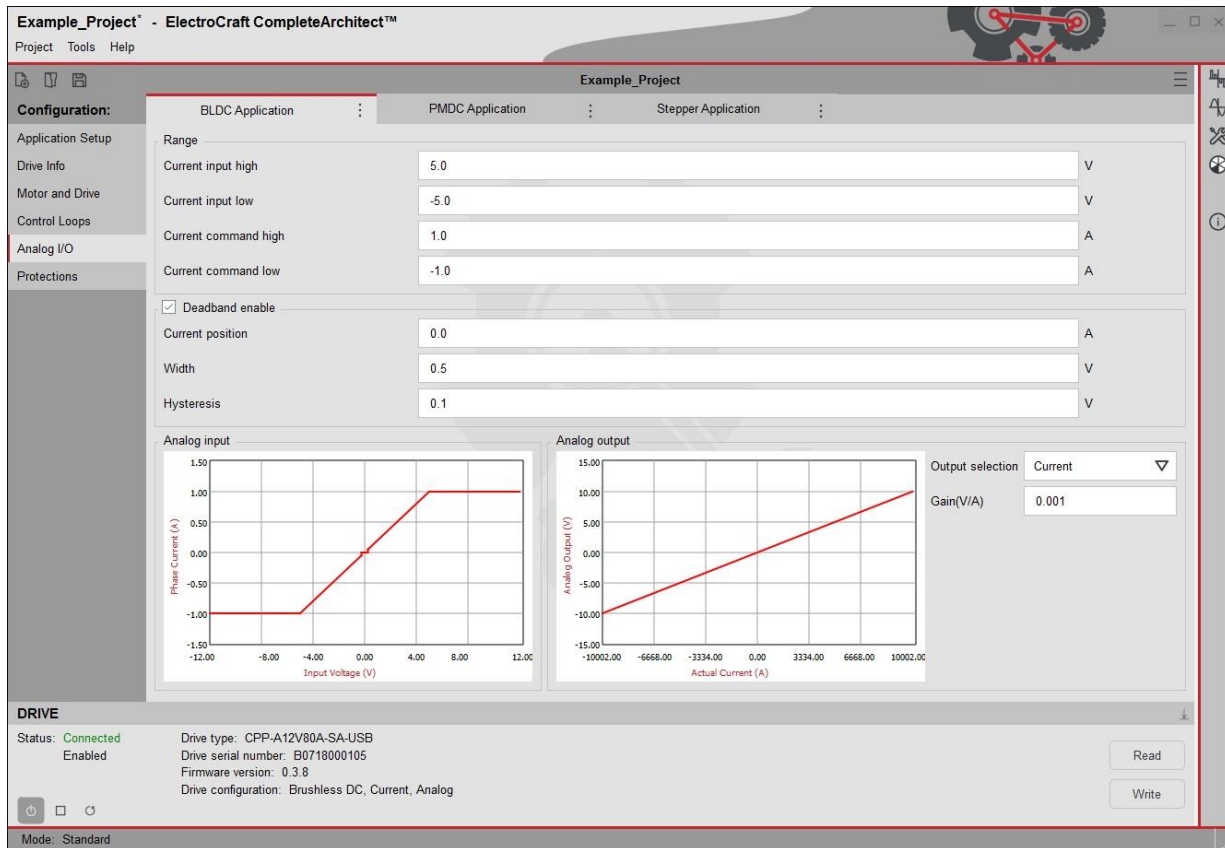 Example_Project* - ElectroCraft CompleteArchitect™
Project Tools Help
Example_Project
Configuration:
BLDC Application
PMDC Application
Stepper Application
Application Setup
Drive Info
Motor and Drive
Control Loops
Analog I/O
Protections
Range
Current input high 5.0 V
Current input low -5.0 V
Current command high 1.0 A
Current command low -1.0 A
Deadband enable
Current position 0.0 A
Width 0.5 V
Hysteresis 0.1 V
Analog input
1.50
1.00
0.50
0.00
-0.50
-1.00
-1.50
Phase Current (A)
-12.00 -8.00 -4.00 0.00 4.00 8.00 12.00
Input Voltage (V)
Analog output
15.00
10.00
5.00
0.00
-5.00
-10.00
-15.00
Analog Output (V)
-10002.00 -6668.00 -3334.00 0.00 3334.00 6668.00 10002.00
Actual Current (A)
Output selection Current
Gain(V/A) 0.001
DRIVE
Status: Connected
Enabled
Drive type: CPP-A12V80A-SA-USB
Drive serial number: B0718000105
Firmware version: 0.3.8
Drive configuration: Brushless DC, Current, Analog
Read
Write
Mode: Standard